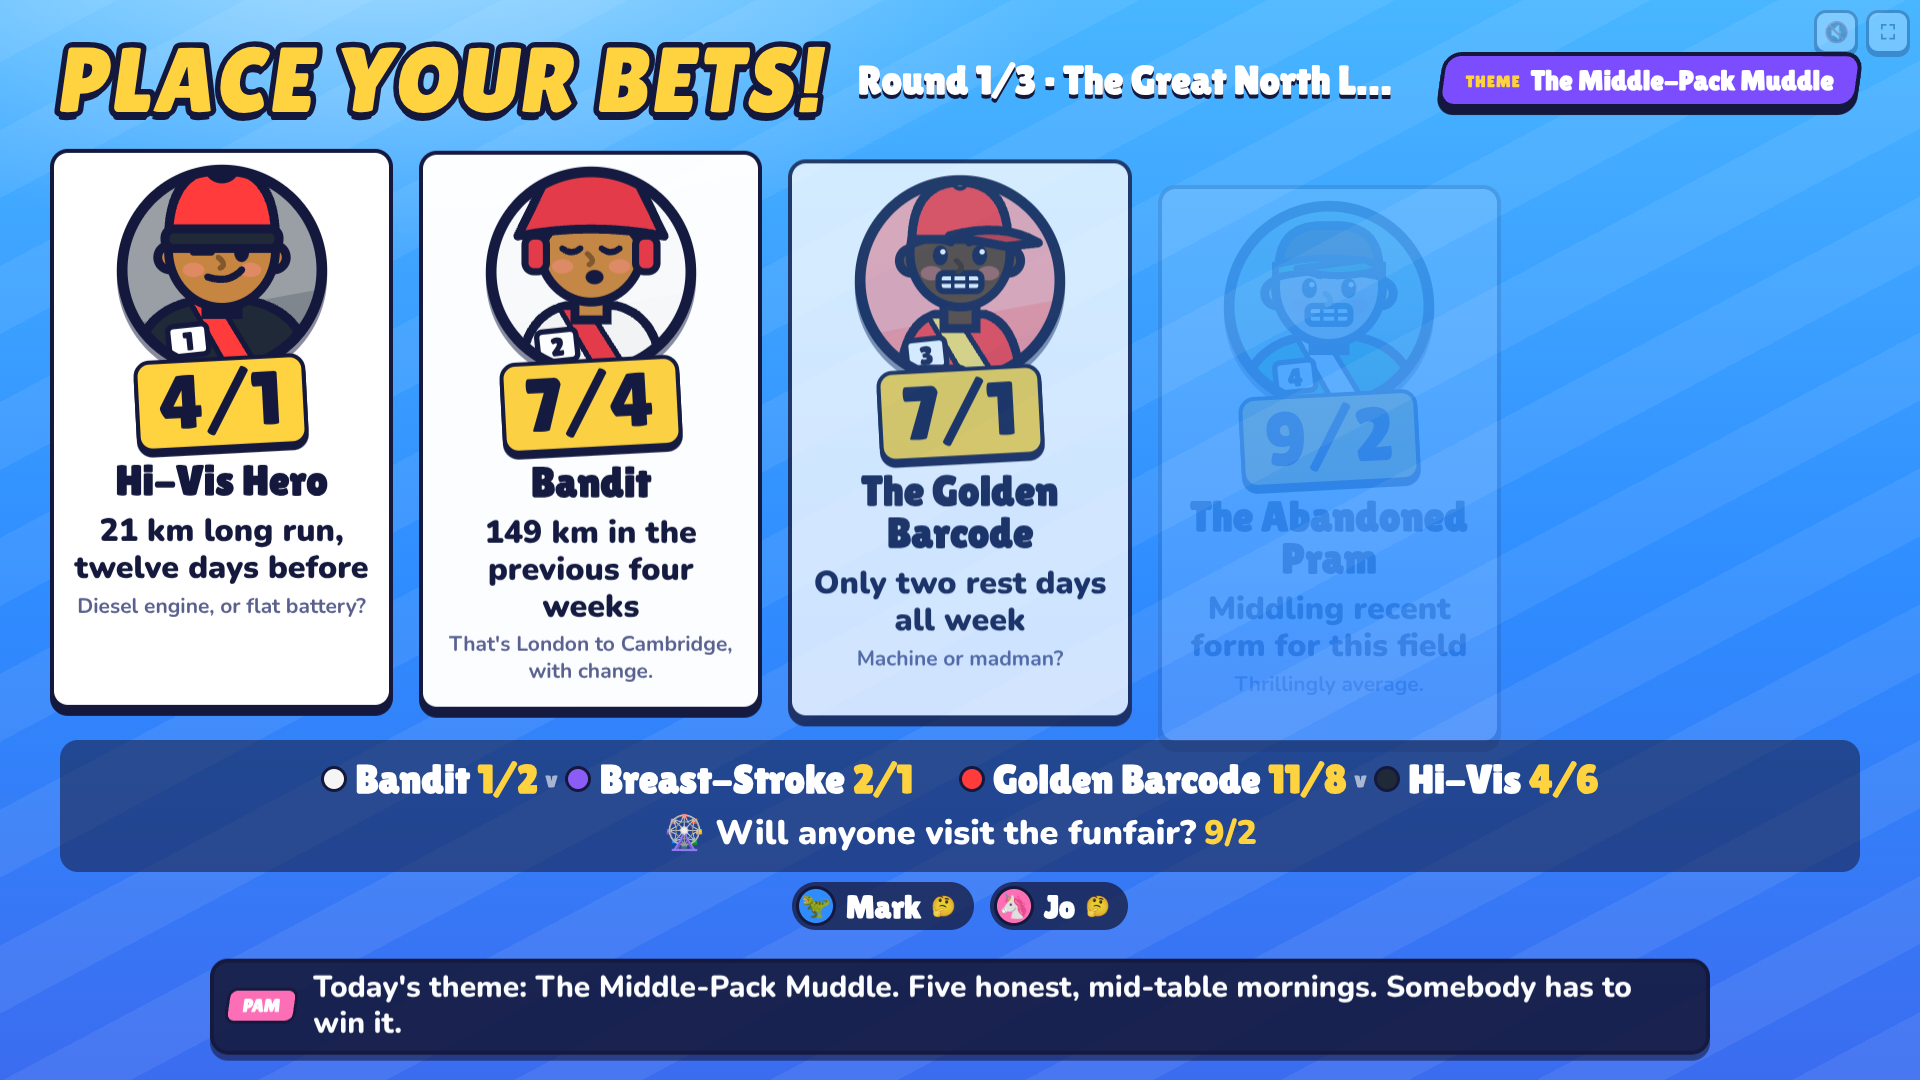 PLACE YOUR BETS!
Round 1/3 · The Great North L...
THEME The Middle-Pack Muddle
1
4/1
Hi-Vis Hero
21 km long run,
twelve days before
Diesel engine, or flat battery?
2
7/4
Bandit
149 km in the
previous four
weeks
That's London to Cambridge,
with change.
3
7/1
The Golden
Barcode
Only two rest days
all week
Machine or madman?
4
9/2
The Abandoned
Pram
Middling recent
form for this field
Thrillingly average.
Bandit 1/2 v Breast-Stroke 2/1 Golden Barcode 11/8 v Hi-Vis 4/6
Will anyone visit the funfair? 9/2
Mark Jo
PAM
Today's theme: The Middle-Pack Muddle. Five honest, mid-table mornings. Somebody has to
win it.